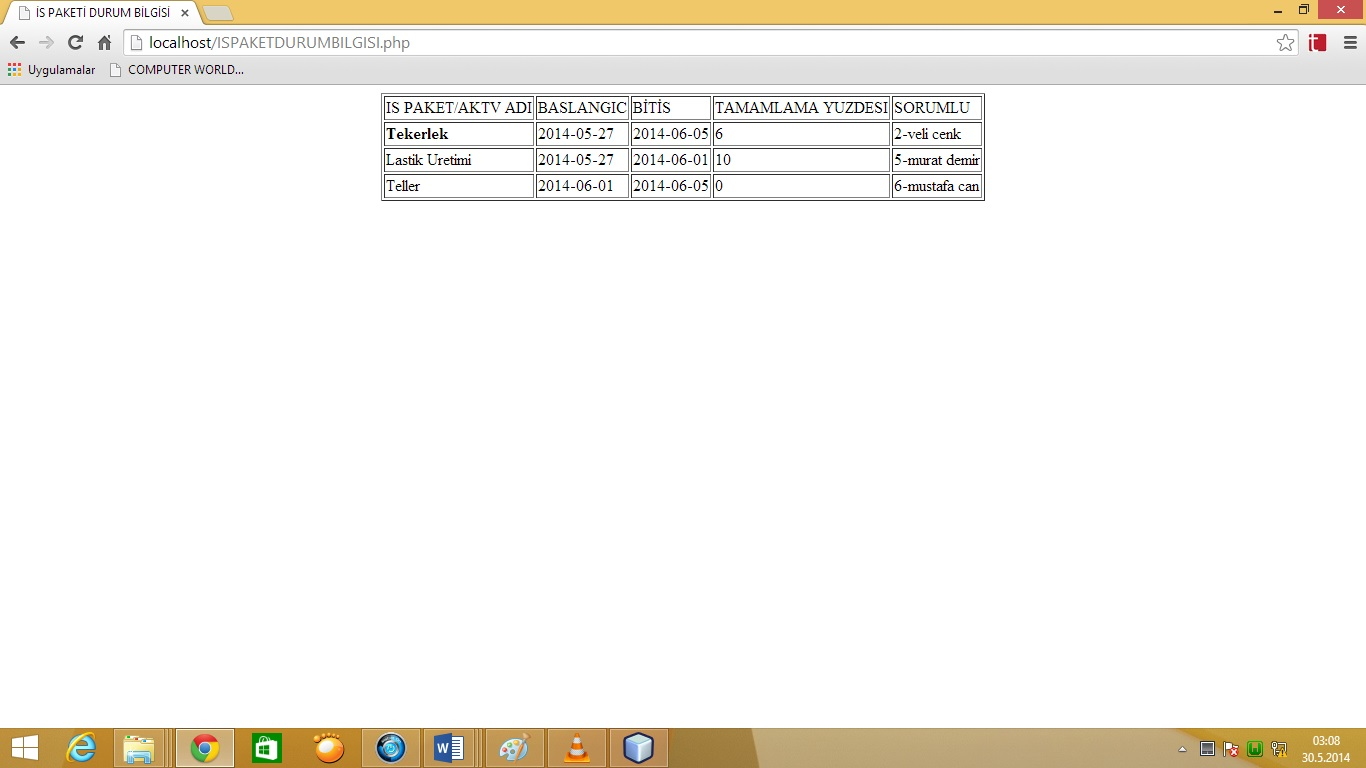 İS PAKETİ DURUM BİLGİSİ
localhost/ISPAKETDURUMBILGISI.php
Uygulamalar COMPUTER WORLD...
IS PAKET/AKTV ADI BASLANGIC BİTİS TAMAMLAMA YUZDESI SORUMLU
Tekerlek 2014-05-27 2014-06-05 6 2-veli cenk
Lastik Uretimi 2014-05-27 2014-06-01 10 5-murat demir
Teller 2014-06-01 2014-06-05 0 6-mustafa can
03:08
30.5.2014